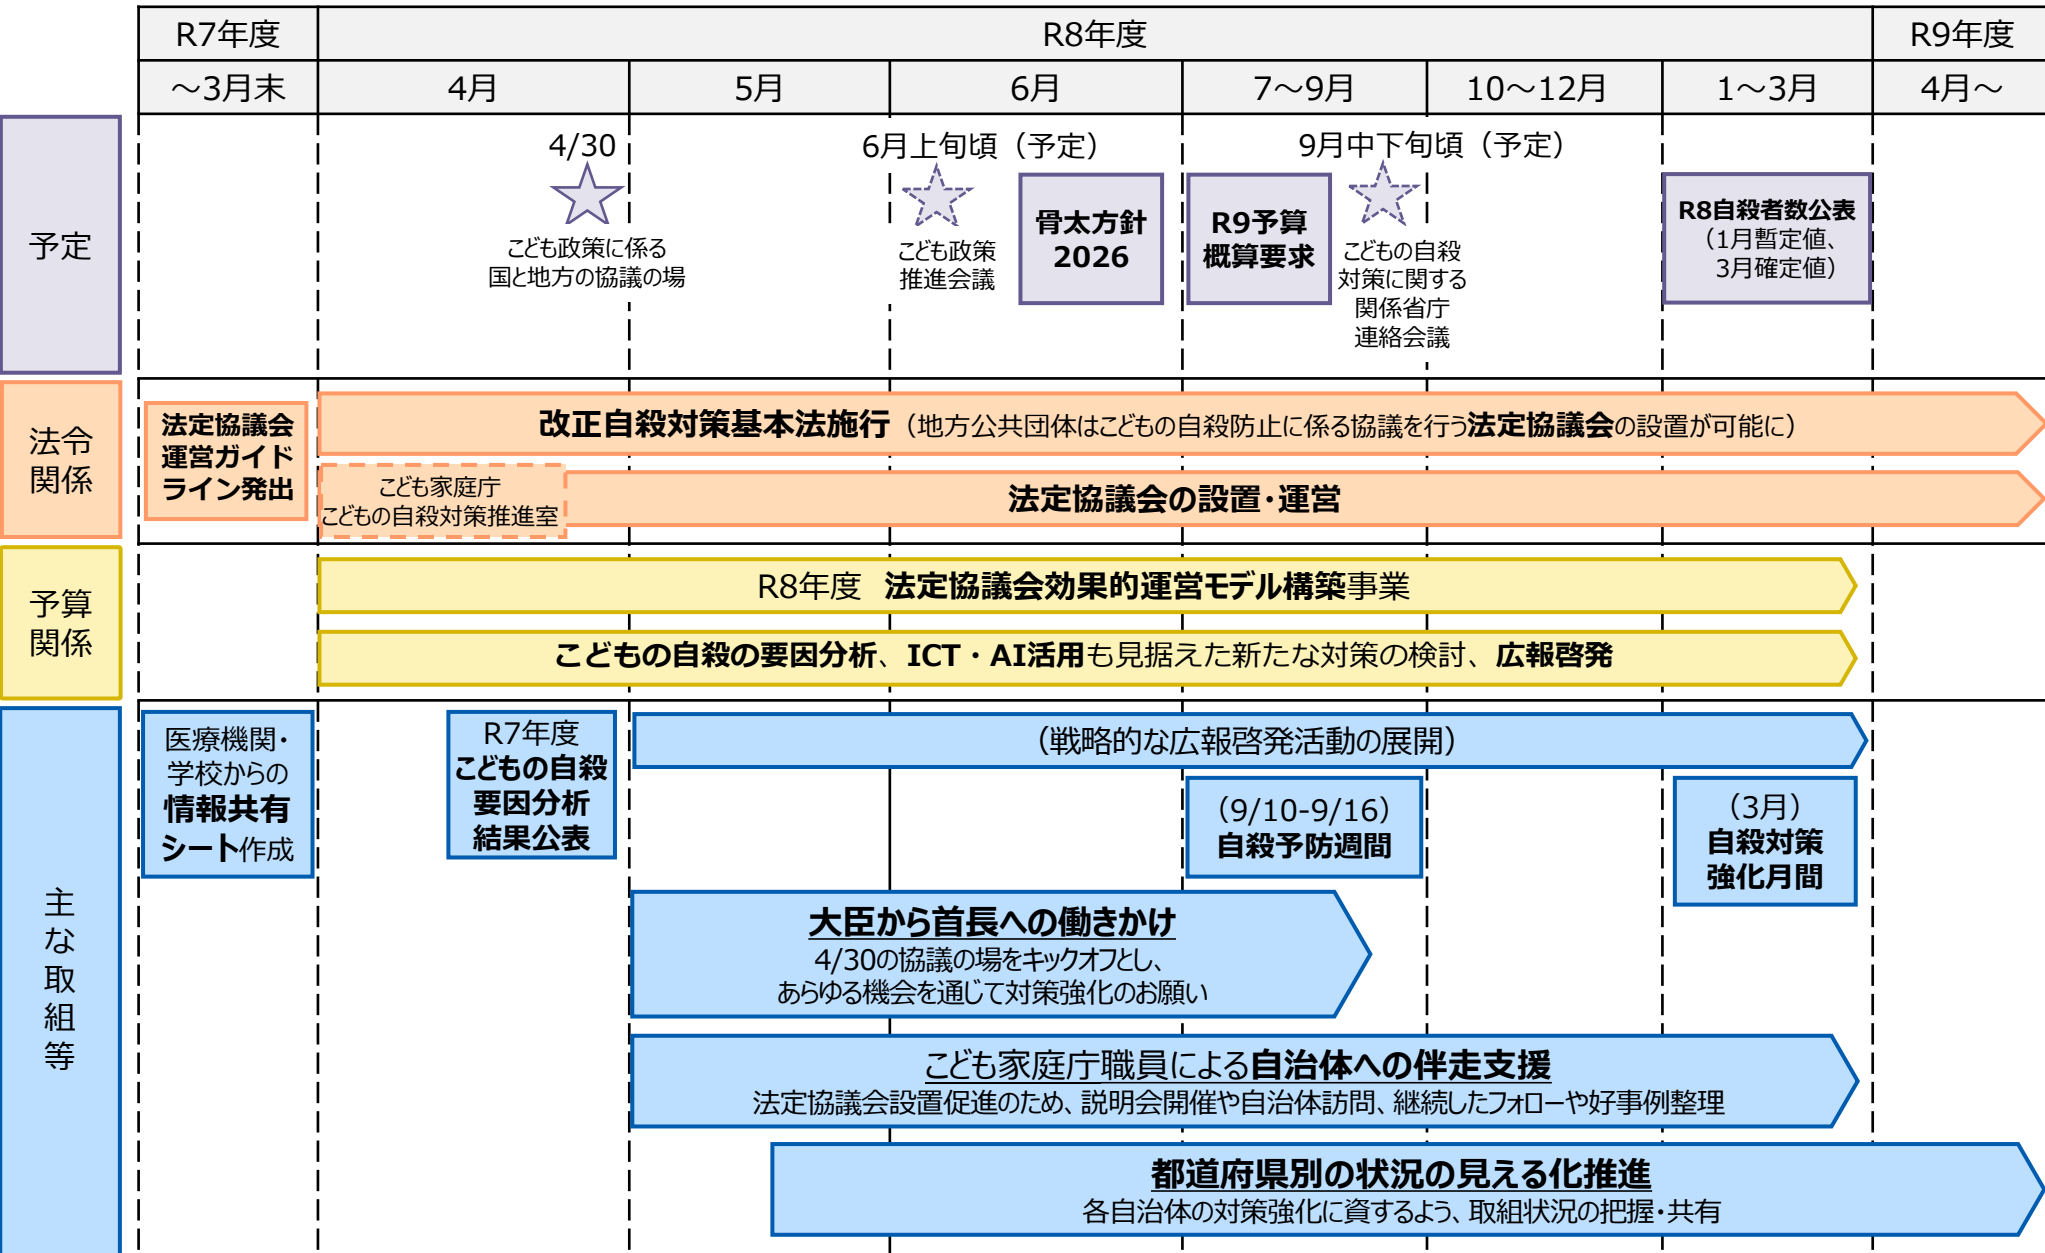 R7年度
R8年度
R9年度
～3月末
4月
5月
6月
7～9月
10～12月
1～3月
4月～
予定
4/30
こども政策に係る
国と地方の協議の場
6月上旬頃（予定）
こども政策
推進会議
骨太方針
2026
R9予算
概算要求
9月中下旬頃（予定）
こどもの自殺
対策に関する
関係省庁
連絡会議
R8自殺者数公表
（1月暫定値、
3月確定値）
法令
関係
法定協議会
運営ガイド
ライン発出
改正自殺対策基本法施行（地方公共団体はこどもの自殺防止に係る協議を行う法定協議会の設置が可能に）
こども家庭庁
こどもの自殺対策推進室
法定協議会の設置・運営
予算
関係
R8年度　法定協議会効果的運営モデル構築事業
こどもの自殺の要因分析、ICT・AI活用も見据えた新たな対策の検討、広報啓発
主
な
取
組
等
医療機関・
学校からの
情報共有
シート作成
R7年度
こどもの自殺
要因分析
結果公表
（戦略的な広報啓発活動の展開）
（9/10-9/16）
自殺予防週間
（3月）
自殺対策
強化月間
大臣から首長への働きかけ
4/30の協議の場をキックオフとし、
あらゆる機会を通じて対策強化のお願い
こども家庭庁職員による自治体への伴走支援
法定協議会設置促進のため、説明会開催や自治体訪問、継続したフォローや好事例整理
都道府県別の状況の見える化推進
各自治体の対策強化に資するよう、取組状況の把握・共有